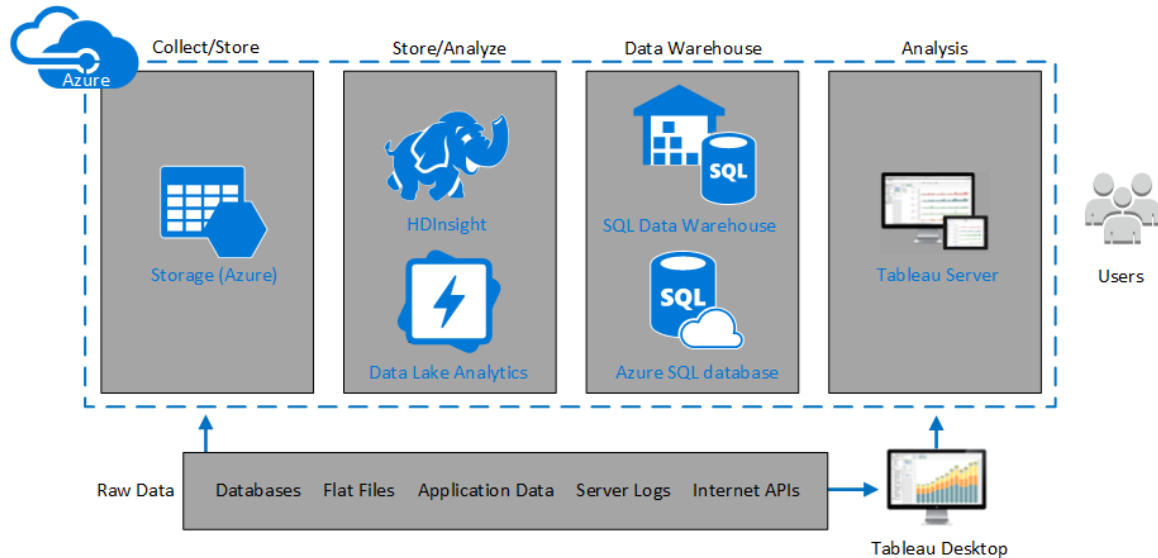 Collect/Store
Store/Analyze
Data Warehouse
Analysis
Azure
SQL
HDInsight
SQL Data Warehouse
Storage (Azure)
Tableau Server
Users
SQL
Data Lake Analytics
Azure SQL database
Raw Data
Databases
Flat Files
Application Data
Server Logs
Internet APIs
Tableau Desktop